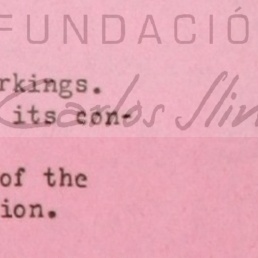 FUNDACIÓ
rkings.
Carlos Slim
its con-
of the
ion.